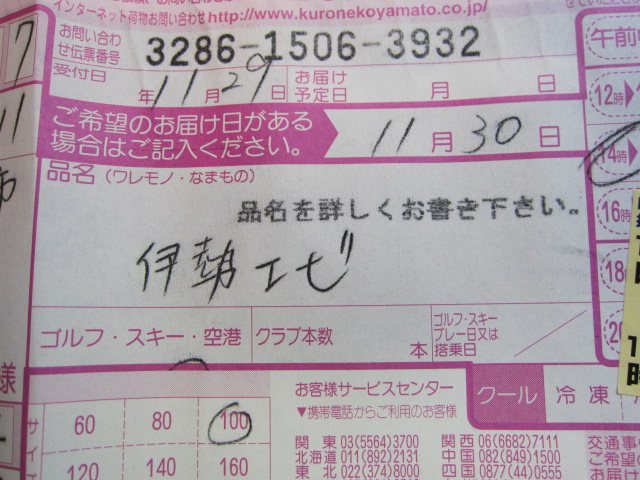 インターネット荷物お問い合わせ http://www.kuronekoyamato.co.jp
お問い合わせ伝票番号 3286-1506-3932
受付日 年 11 月 29 日 お届け予定日 月 日
ご希望のお届け日がある
場合はご記入ください。 11 月 30 日
品名(ワレモノ・なまもの)
品名を詳しくお書き下さい。
伊勢エビ
ゴルフ・スキー・空港 クラブ本数 本 ゴルフ・スキープレー日又は搭乗日
午前中
12時
14時
16時
18
20
様
お客様サービスセンター
▼携帯電話からご利用のお客様
クール 冷凍
サイズ
60 80 100
120 140 160
関東 03(5564)3700 関西 06(6682)7111
北海道 011(892)2131 中国 082(849)1500
東北 022(374)8000 四国 0877(44)0555
交通事
ご希望
お届け